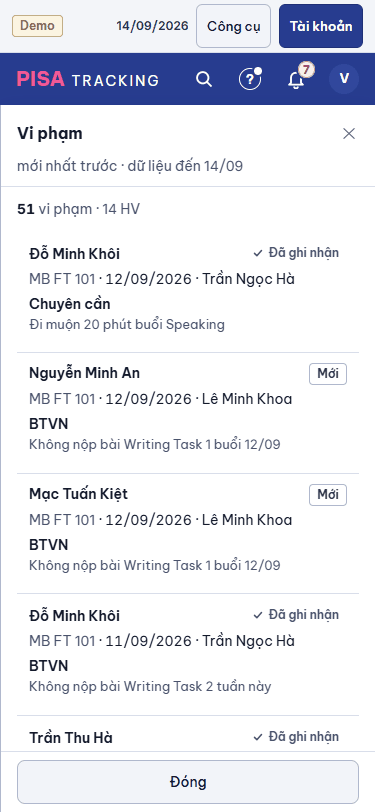 Demo 14/09/2026 Công cụ Tài khoản
PISA TRACKING ? 7 V
Vi phạm
mới nhất trước · dữ liệu đến 14/09
51 vi phạm · 14 HV
Đỗ Minh Khôi Đã ghi nhận
MB FT 101 · 12/09/2026 · Trần Ngọc Hà
Chuyên cần
Đi muộn 20 phút buổi Speaking
Nguyễn Minh An Mới
MB FT 101 · 12/09/2026 · Lê Minh Khoa
BTVN
Không nộp bài Writing Task 1 buổi 12/09
Mạc Tuấn Kiệt Mới
MB FT 101 · 12/09/2026 · Lê Minh Khoa
BTVN
Không nộp bài Writing Task 1 buổi 12/09
Đỗ Minh Khôi Đã ghi nhận
MB FT 101 · 11/09/2026 · Trần Ngọc Hà
BTVN
Không nộp bài Writing Task 2 tuần này
Trần Thu Hà Đã ghi nhận
Đóng